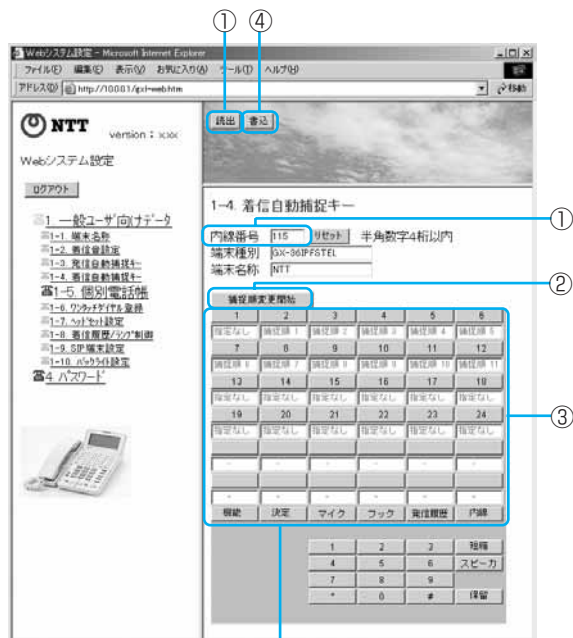 ① ④
Webシステム設定 - Microsoft Internet Explorer
ファイル(F) 編集(E) 表示(V) お気に入り(A) ツール(T) ヘルプ(H)
アドレス(D) http://10.0.0.1/gxl-web.htm 移動
NTT version : x.xx
Webシステム設定
ログアウト
1. 一般ユーザ向けデータ
1-1. 端末名称
1-2. 着信音設定
1-3. 発信自動捕捉キー
1-4. 着信自動捕捉キー
1-5. 個別電話帳
1-6. ワンタッチダイヤル登録
1-7. ヘッドセット設定
1-8. 着信履歴/ランプ制御
1-9. SIP端末設定
1-10. バックライト設定
4 パスワード
読出 書込
1-4. 着信自動捕捉キー
内線番号 115 リセット 半角数字4桁以内 ①
端末種別 GX-36IPFSTEL
端末名称 NTT
②
捕捉順変更開始
1 2 3 4 5 6
指定なし 捕捉順 1 捕捉順 2 捕捉順 3 捕捉順 4 捕捉順 5
7 8 9 10 11 12
捕捉順 6 捕捉順 7 捕捉順 8 捕捉順 9 捕捉順 10 捕捉順 11
13 14 15 16 17 18
指定なし 指定なし 指定なし 指定なし 指定なし 指定なし
③
19 20 21 22 23 24
指定なし 指定なし 指定なし 指定なし 指定なし 指定なし
- - - - - -
- - - - - -
機能 決定 マイク フック 発信履歴 内線
1 2 3 短縮
4 5 6 スピーカ
7 8 9
* 0 # 保留